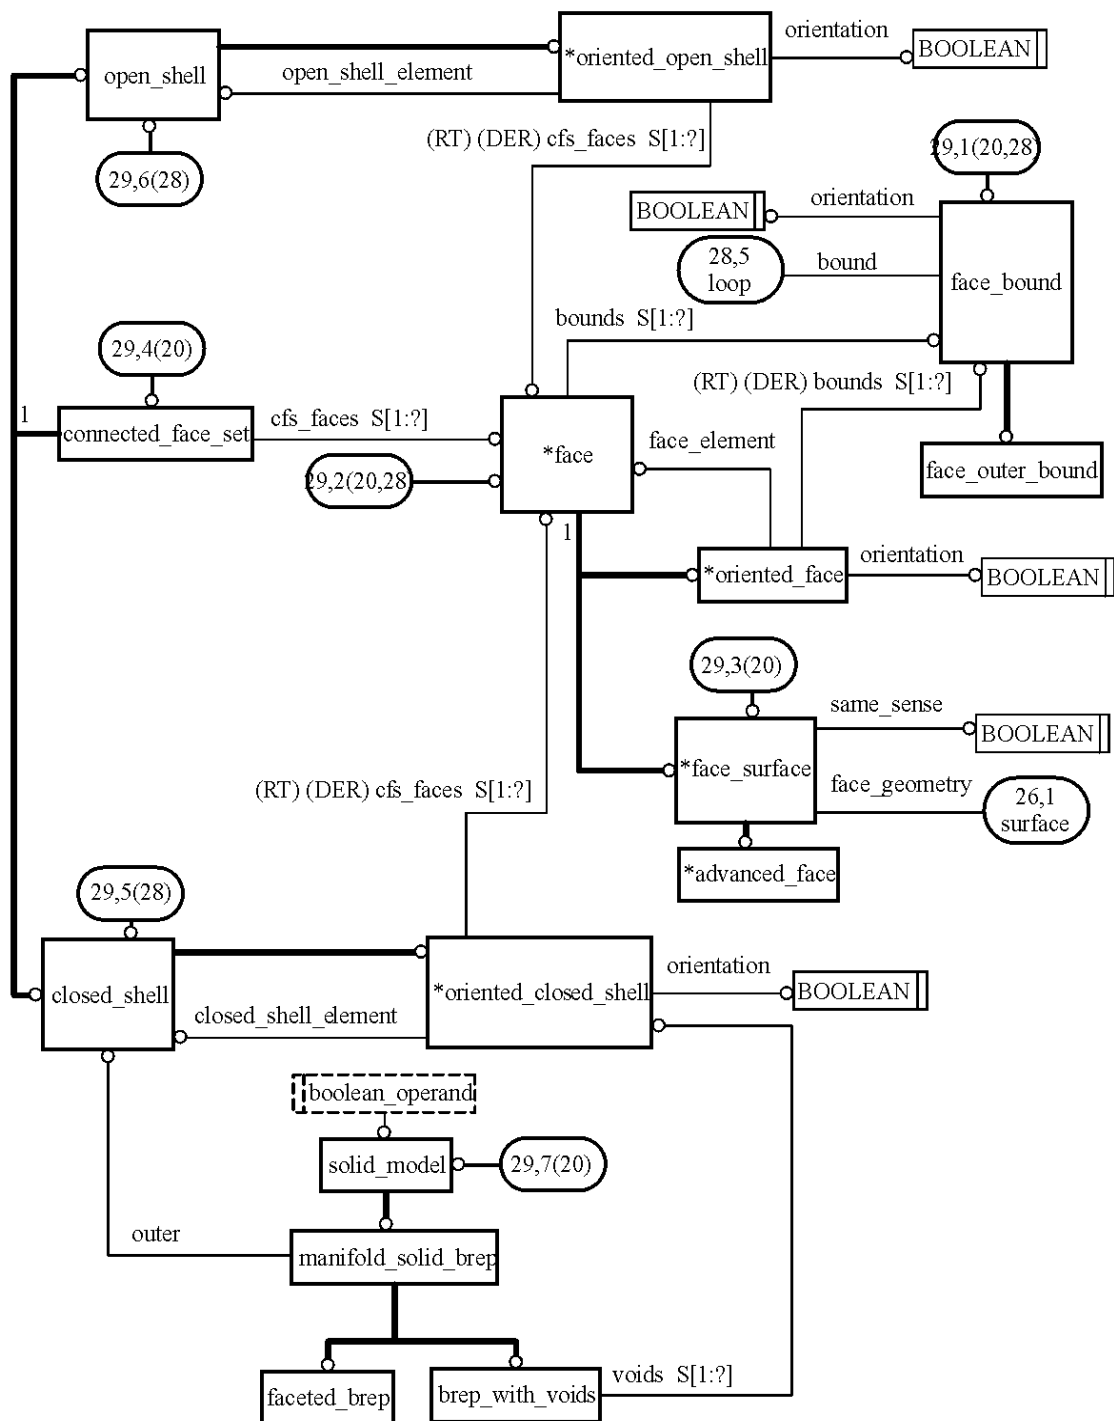 orientation
BOOLEAN
*oriented_open_shell
open_shell
open_shell_element
(RT) (DER) cfs_faces S[1:?]
29,6(28)
29,1(20,28)
BOOLEAN
orientation
28,5
loop
bound
face_bound
bounds S[1:?]
29,4(20)
(RT) (DER) bounds S[1:?]
1
connected_face_set
cfs_faces S[1:?]
*face
face_element
face_outer_bound
29,2(20,28
1
*oriented_face
orientation
BOOLEAN
29,3(20)
same_sense
BOOLEAN
*face_surface
face_geometry
(RT) (DER) cfs_faces S[1:?]
26,1
surface
*advanced_face
29,5(28)
closed_shell
*oriented_closed_shell
orientation
BOOLEAN
closed_shell_element
boolean_operand
solid_model
29,7(20)
outer
manifold_solid_brep
faceted_brep
brep_with_voids
voids S[1:?]